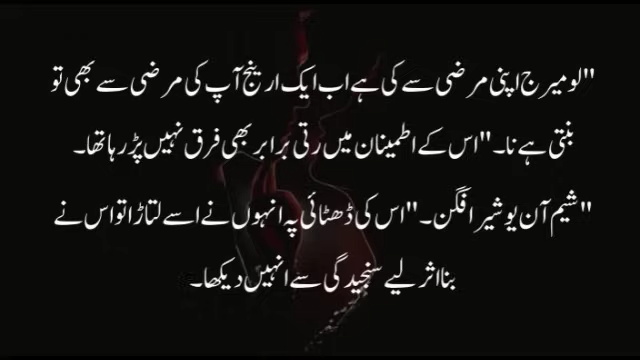 "لو میرج اپنی مرضی سے کی ہے اب ایک ارینج آپ کی مرضی سے بھی تو
بنتی ہے نا۔" اس کے اطمینان میں رتی برابر بھی فرق نہیں پڑ رہا تھا۔
"شیم آن یو شیر افگن۔" اس کی ڈھٹائی پہ انہوں نے اسے لتاڑا تو اس نے
بنا اثر لیے سنجیدگی سے انہیں دیکھا۔